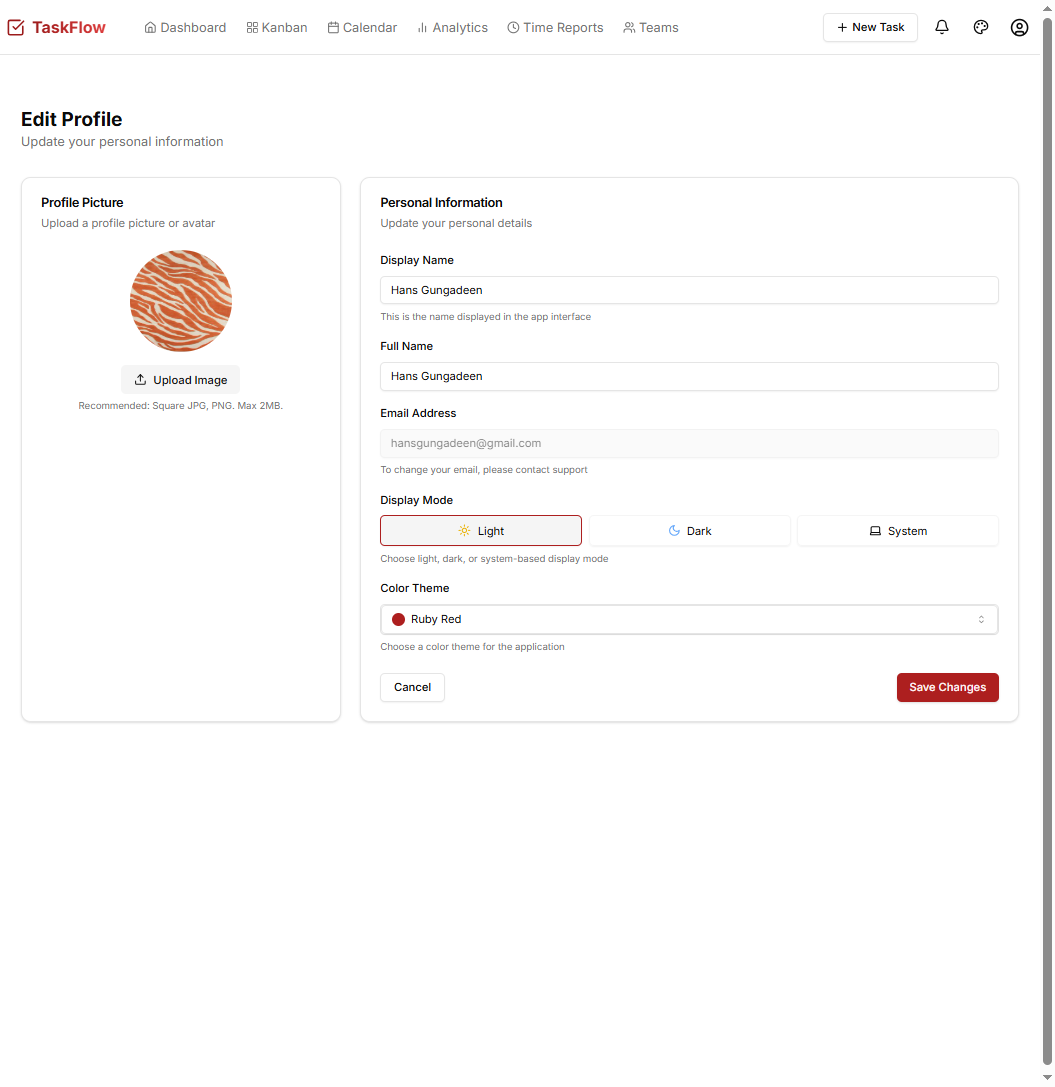 TaskFlow
Dashboard Kanban Calendar Analytics Time Reports Teams
New Task
Edit Profile
Update your personal information
Profile Picture
Upload a profile picture or avatar
Upload Image
Recommended: Square JPG, PNG. Max 2MB.
Personal Information
Update your personal details
Display Name
Hans Gungadeen
This is the name displayed in the app interface
Full Name
Hans Gungadeen
Email Address
hansgungadeen@gmail.com
To change your email, please contact support
Display Mode
Light Dark System
Choose light, dark, or system-based display mode
Color Theme
Ruby Red
Choose a color theme for the application
Cancel Save Changes